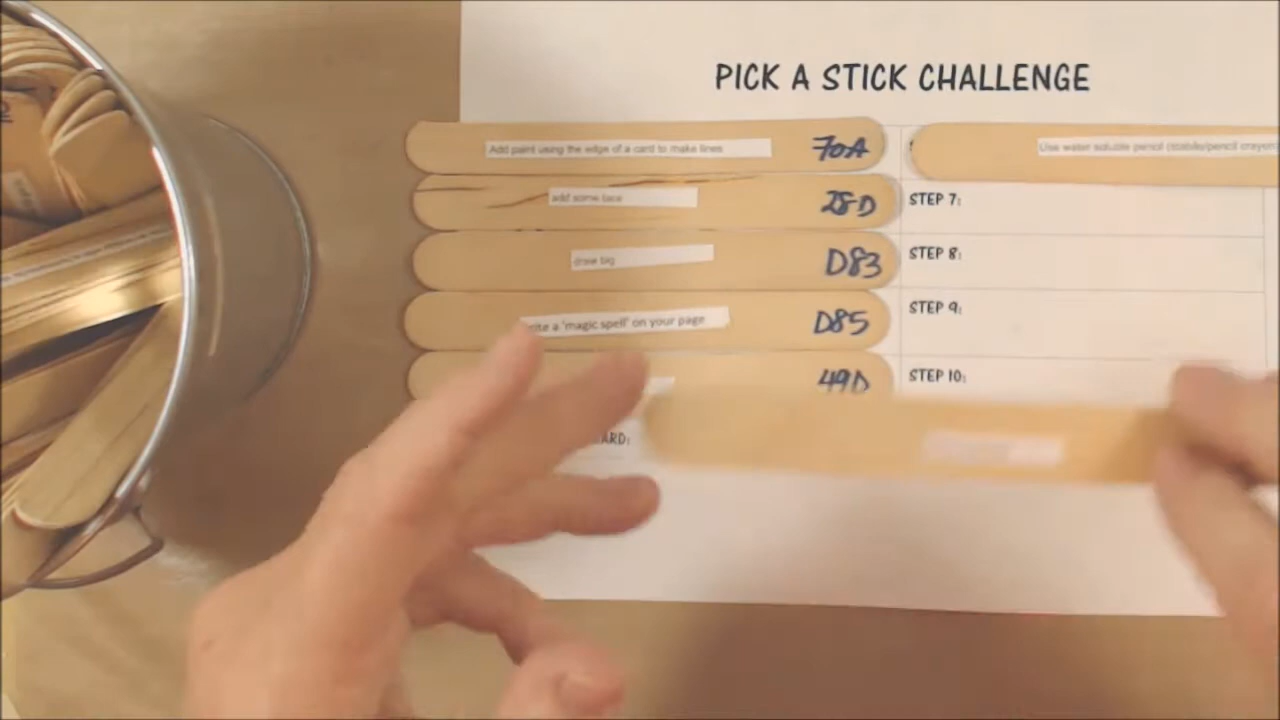 PICK A STICK CHALLENGE
Add paint using the edge of a card to make lines 70A
add some lace 28D
draw big D83
a 'magic spell' on your page D85
49D
Use water soluble pencil (stabilo/pencil crayon
STEP 7:
STEP 8:
STEP 9:
STEP 10: